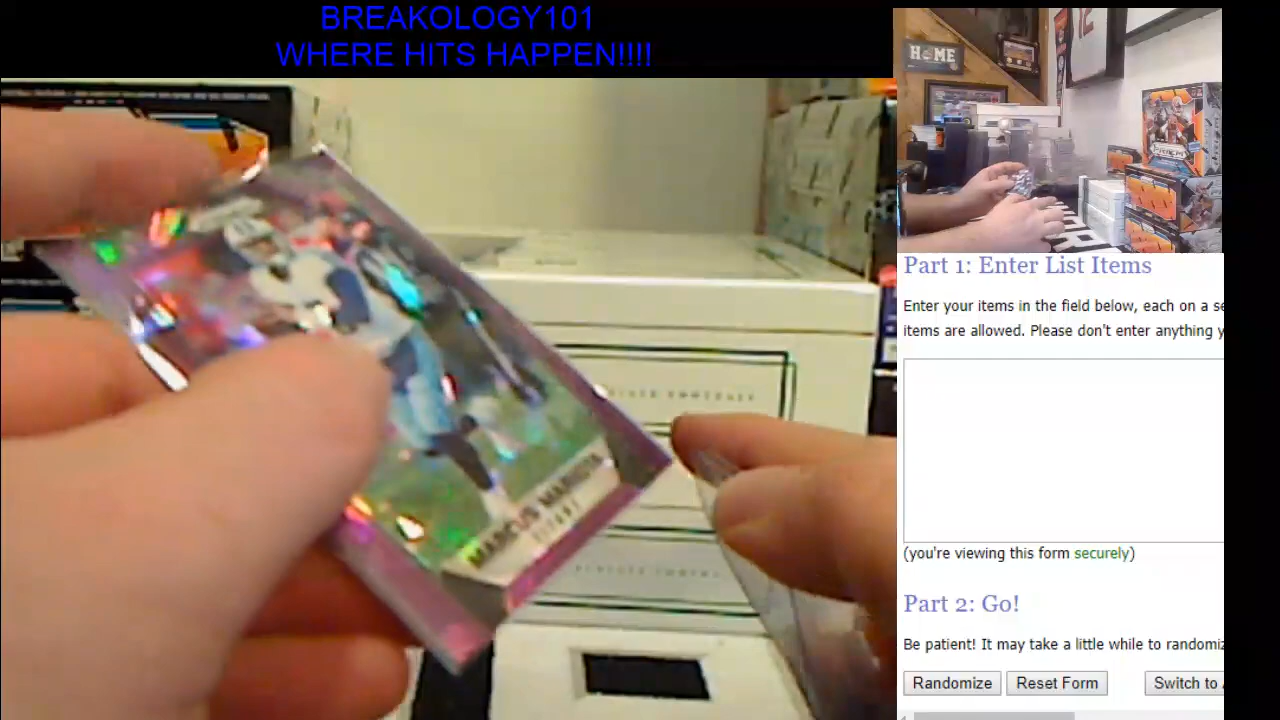 BREAKOLOGY101
WHERE HITS HAPPEN!!!!
HOME
12
MARCUS MARIOTA
TITANS
Part 1: Enter List Items
Enter your items in the field below, each on a se
items are allowed. Please don't enter anything y
(you're viewing this form securely)
Part 2: Go!
Be patient! It may take a little while to randomiz
Randomize
Reset Form
Switch to